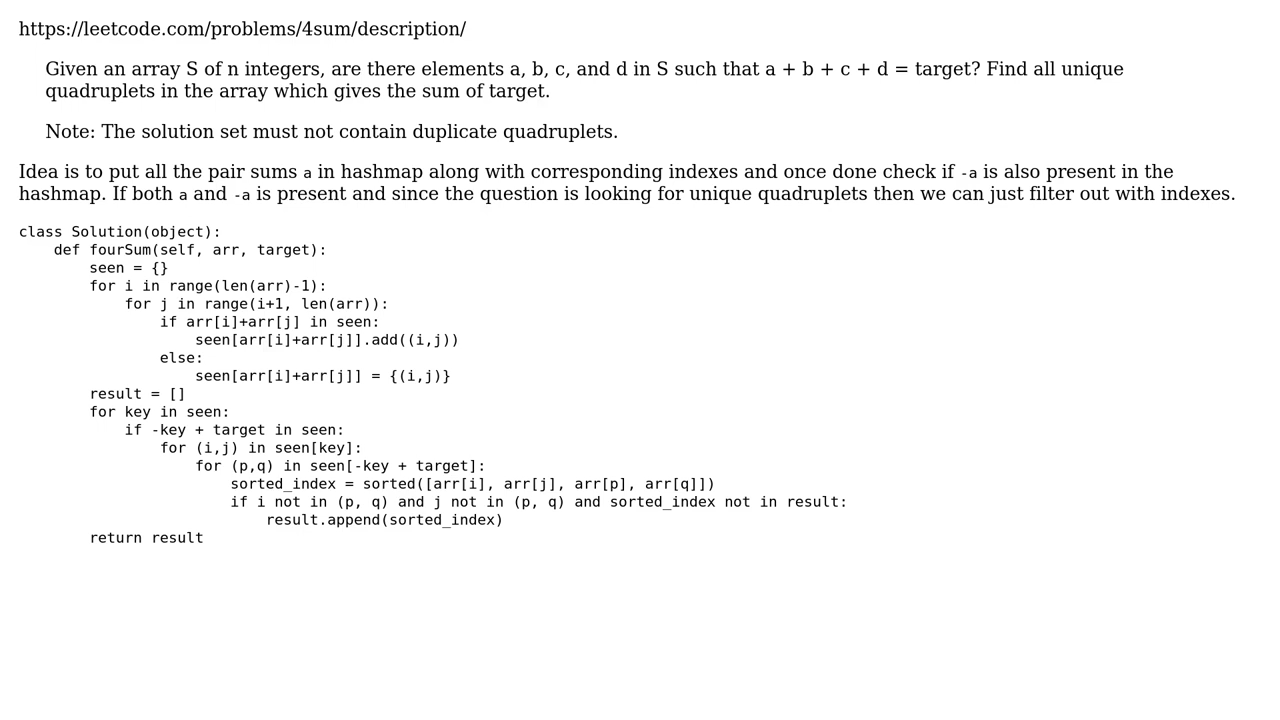 https://leetcode.com/problems/4sum/description/
Given an array S of n integers, are there elements a, b, c, and d in S such that a + b + c + d = target? Find all unique
quadruplets in the array which gives the sum of target.
Note: The solution set must not contain duplicate quadruplets.
Idea is to put all the pair sums a in hashmap along with corresponding indexes and once done check if -a is also present in the
hashmap. If both a and -a is present and since the question is looking for unique quadruplets then we can just filter out with indexes.
class Solution(object):
    def fourSum(self, arr, target):
        seen = {}
        for i in range(len(arr)-1):
            for j in range(i+1, len(arr)):
                if arr[i]+arr[j] in seen:
                    seen[arr[i]+arr[j]].add((i,j))
                else:
                    seen[arr[i]+arr[j]] = {(i,j)}
        result = []
        for key in seen:
            if -key + target in seen:
                for (i,j) in seen[key]:
                    for (p,q) in seen[-key + target]:
                        sorted_index = sorted([arr[i], arr[j], arr[p], arr[q]])
                        if i not in (p, q) and j not in (p, q) and sorted_index not in result:
                            result.append(sorted_index)
        return result